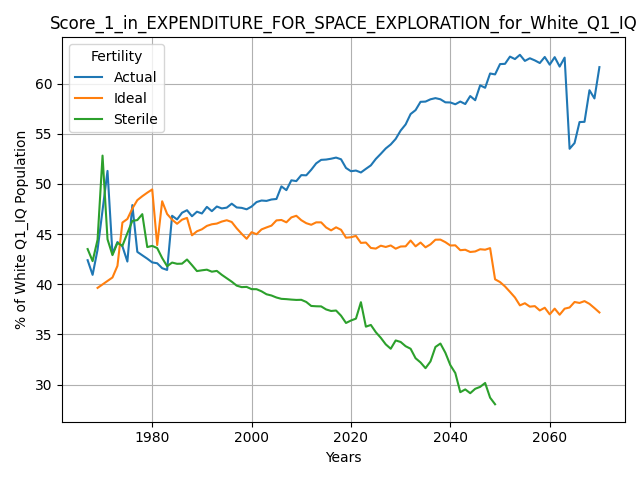 Score_1_in_EXPENDITURE_FOR_SPACE_EXPLORATION_for_White_Q1_IQ
Fertility
Actual
Ideal
Sterile
% of White Q1_IQ Population
60
55
50
45
40
35
30
1980
2000
2020
2040
2060
Years